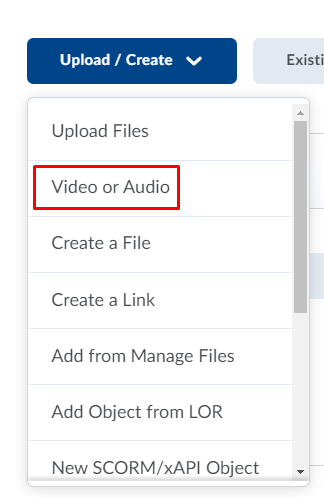 Upload / Create
Existi
Upload Files
Video or Audio
Create a File
Create a Link
Add from Manage Files
Add Object from LOR
New SCORM/xAPI Object